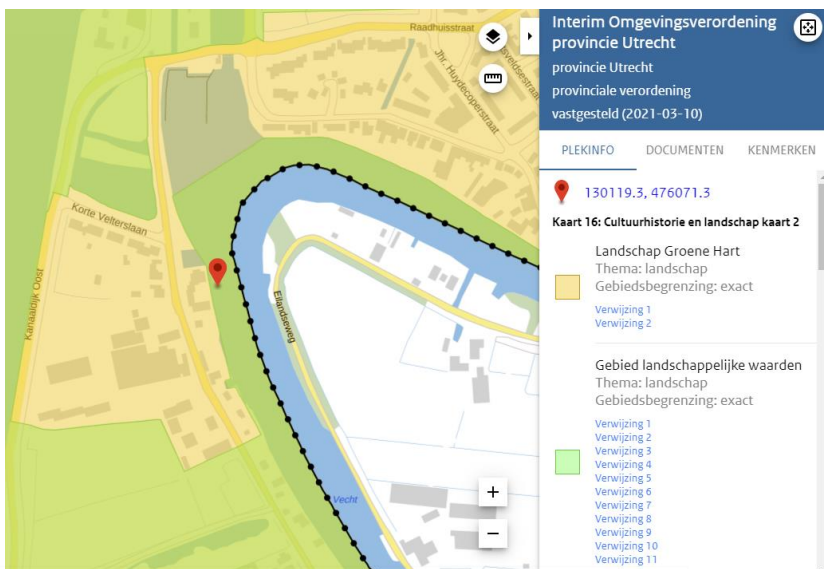 Raadhuisstraat
Jhr. Huydecoperstraat
Korte Velterslaan
Kanaaldijk Oost
Eilandseweg
Vecht
+
−
Interim Omgevingsverordening
provincie Utrecht
provincie Utrecht
provinciale verordening
vastgesteld (2021-03-10)
PLEKINFO DOCUMENTEN KENMERKEN
130119.3, 476071.3
Kaart 16: Cultuurhistorie en landschap kaart 2
Landschap Groene Hart
Thema: landschap
Gebiedsbegrenzing: exact
Verwijzing 1
Verwijzing 2
Gebied landschappelijke waarden
Thema: landschap
Gebiedsbegrenzing: exact
Verwijzing 1
Verwijzing 2
Verwijzing 3
Verwijzing 4
Verwijzing 5
Verwijzing 6
Verwijzing 7
Verwijzing 8
Verwijzing 9
Verwijzing 10
Verwijzing 11